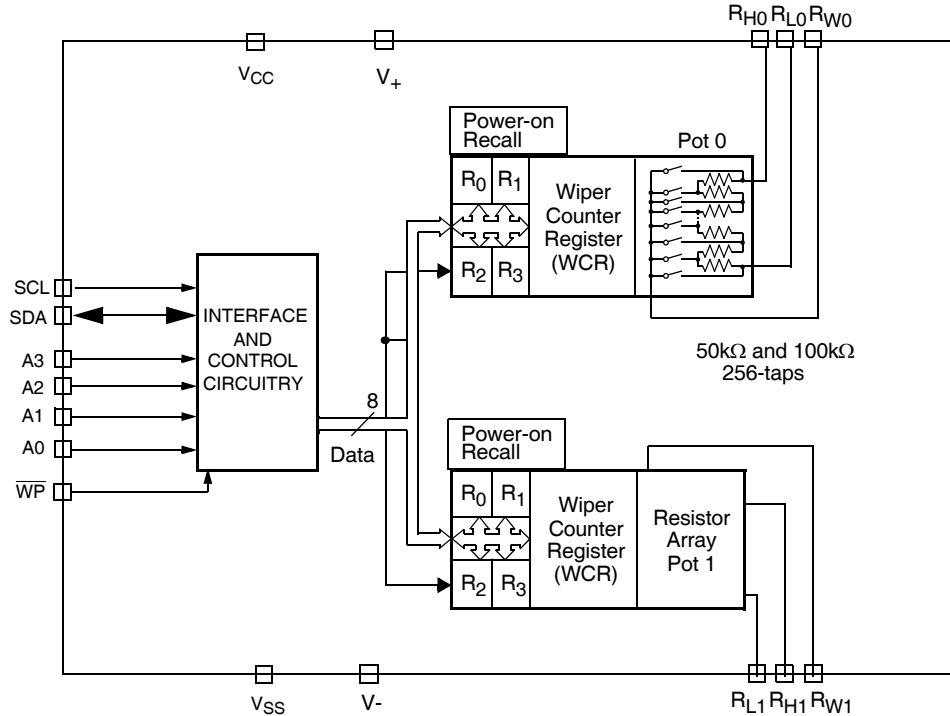 RH0 RL0 RW0
VCC
V+
Power-on
Recall
Pot 0
R0 R1
R2 R3
Wiper
Counter
Register
(WCR)
50kΩ and 100kΩ
256-taps
SCL
SDA
A3
A2
A1
A0
WP
INTERFACE
AND
CONTROL
CIRCUITRY
8
Data
Power-on
Recall
R0 R1
R2 R3
Wiper
Counter
Register
(WCR)
Resistor
Array
Pot 1
VSS
V-
RL1 RH1 RW1